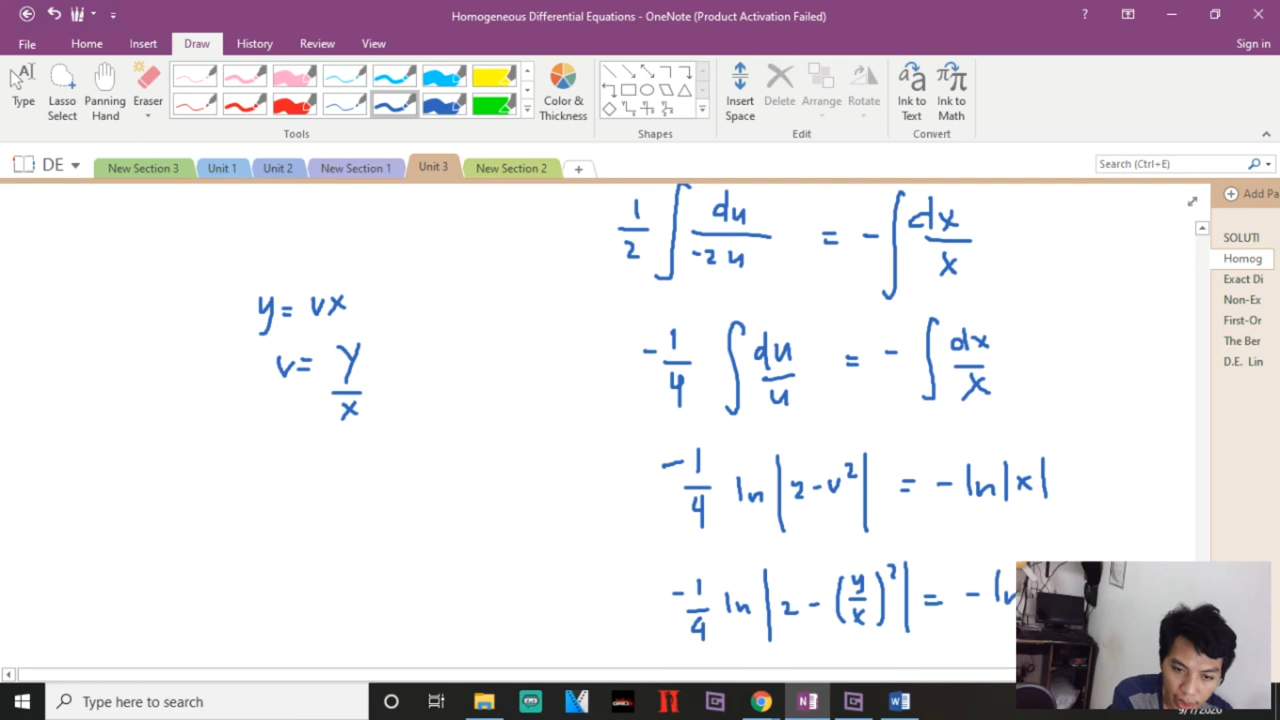 Homogeneous Differential Equations - OneNote (Product Activation Failed)
File Home Insert Draw History Review View Sign in
Type Lasso Select Panning Hand Eraser Color & Thickness Insert Space Delete Arrange Rotate Ink to Text Ink to Math
Tools Shapes Edit Convert
DE New Section 3 Unit 1 Unit 2 New Section 1 Unit 3 New Section 2 Search (Ctrl+E)
Add Pa
SOLUTI
Homog
Exact Di
Non-Ex
First-Or
The Ber
D.E. Lin
1/2 ∫ du/-2u = - ∫ dx/x
y = vx
v = y/x
-1/4 ∫ du/u = - ∫ dx/x
-1/4 ln|2-v²| = -ln|x|
-1/4 ln|2-(y/x)²| = -ln
Type here to search
9/1/2020